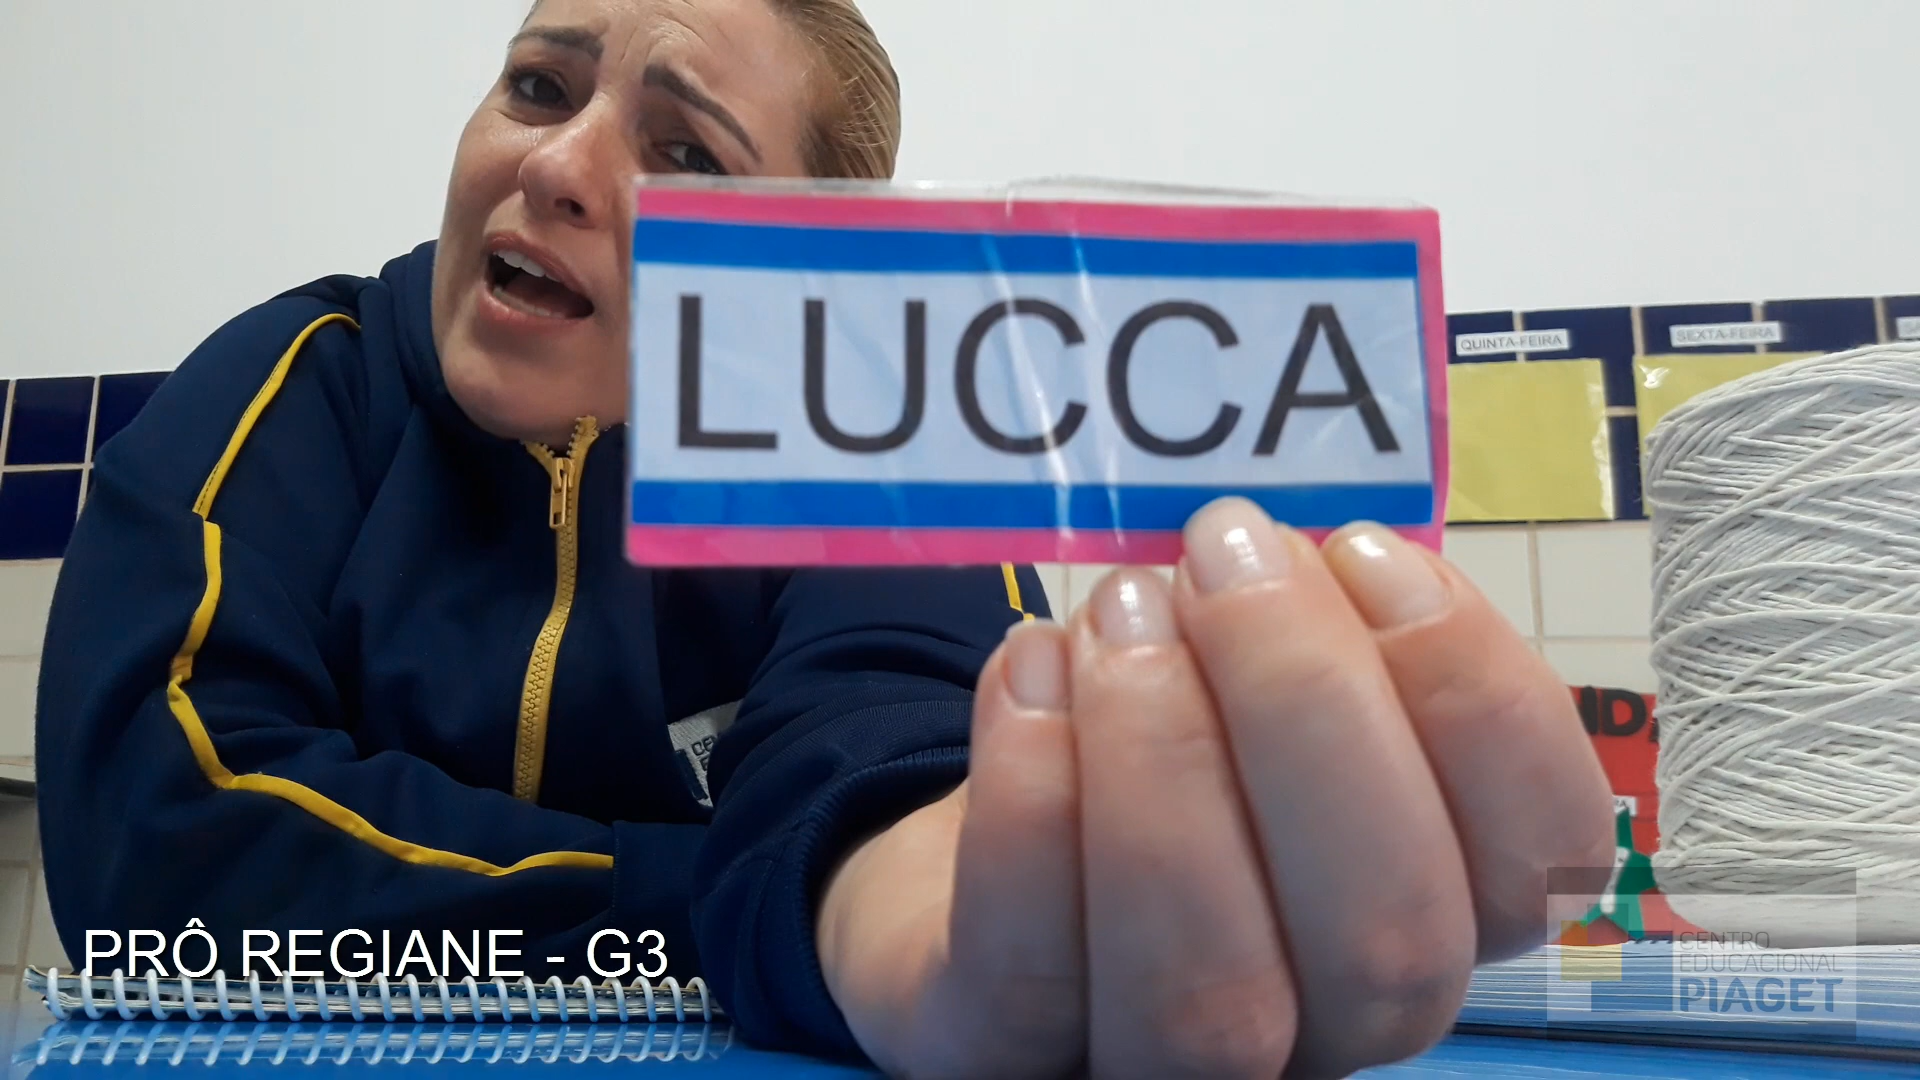 LUCCA
QUINTA-FEIRA
SEXTA-FEIRA
PRÔ REGIANE - G3
CENTRO
EDUCACIONAL
PIAGET